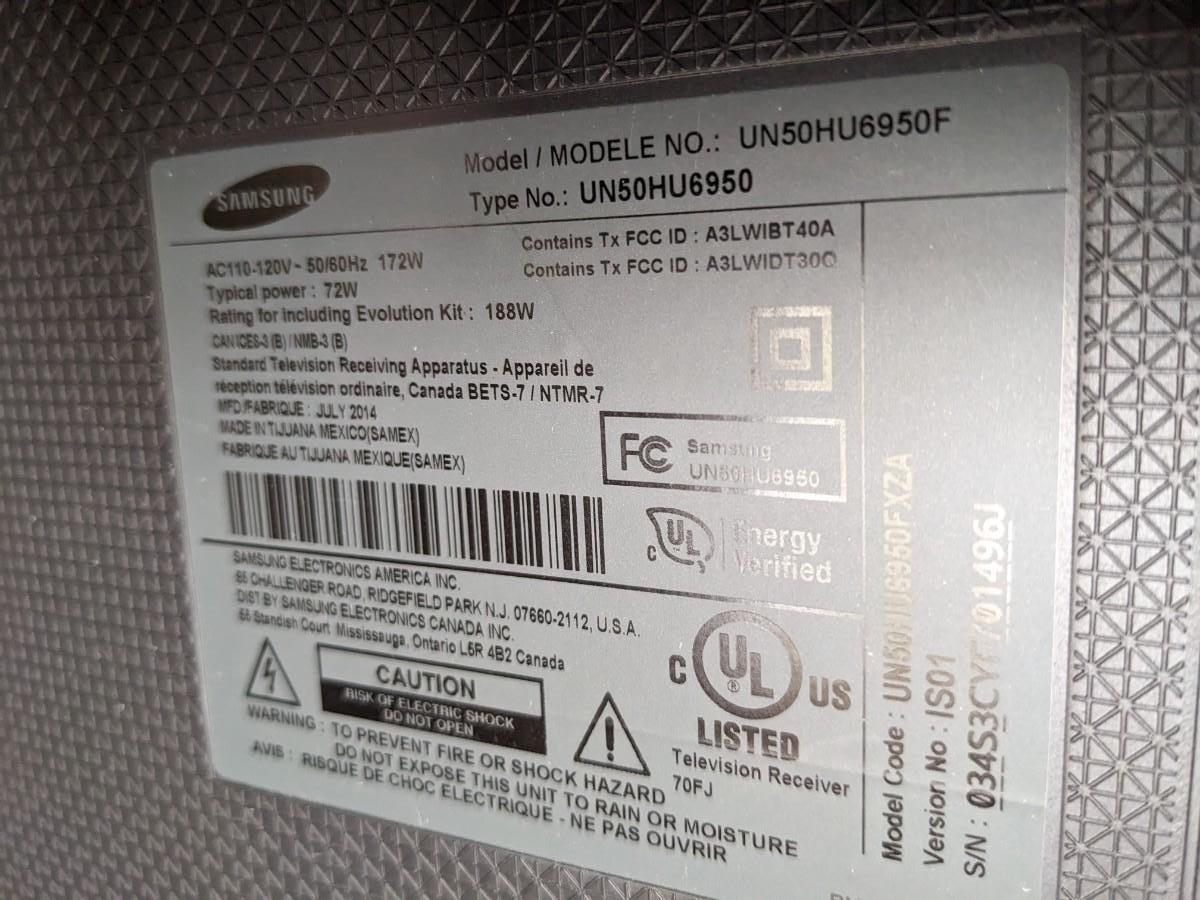 SAMSUNG
Model / MODELE NO.: UN50HU6950F
Type No.: UN50HU6950
AC110-120V~ 50/60Hz 172W
Typical power : 72W
Rating for including Evolution Kit : 188W
CAN ICES-3 (B) / NMB-3 (B)
Standard Television Receiving Apparatus - Appareil de
réception télévision ordinaire, Canada BETS-7 / NTMR-7
MFD./FABRIQUE : JULY 2014
MADE IN TIJUANA MEXICO(SAMEX)
FABRIQUE AU TIJUANA MEXIQUE(SAMEX)
Contains Tx FCC ID : A3LWIBT40A
Contains Tx FCC ID : A3LWIDT30Q
FC Samsung
UN50HU6950
C UL Energy
Verified
SAMSUNG ELECTRONICS AMERICA INC.
85 CHALLENGER ROAD, RIDGEFIELD PARK N.J. 07660-2112, U.S.A.
DIST BY SAMSUNG ELECTRONICS CANADA INC.
55 Standish Court Mississauga, Ontario L5R 4B2 Canada
CAUTION
RISK OF ELECTRIC SHOCK
DO NOT OPEN
WARNING : TO PREVENT FIRE OR SHOCK HAZARD
DO NOT EXPOSE THIS UNIT TO RAIN OR MOISTURE
AVIS : RISQUE DE CHOC ELECTRIQUE - NE PAS OUVRIR
C UL ® US
LISTED
Television Receiver
70FJ
Model Code : UN50HU6950FXZA
Version No : IS01
S/N :